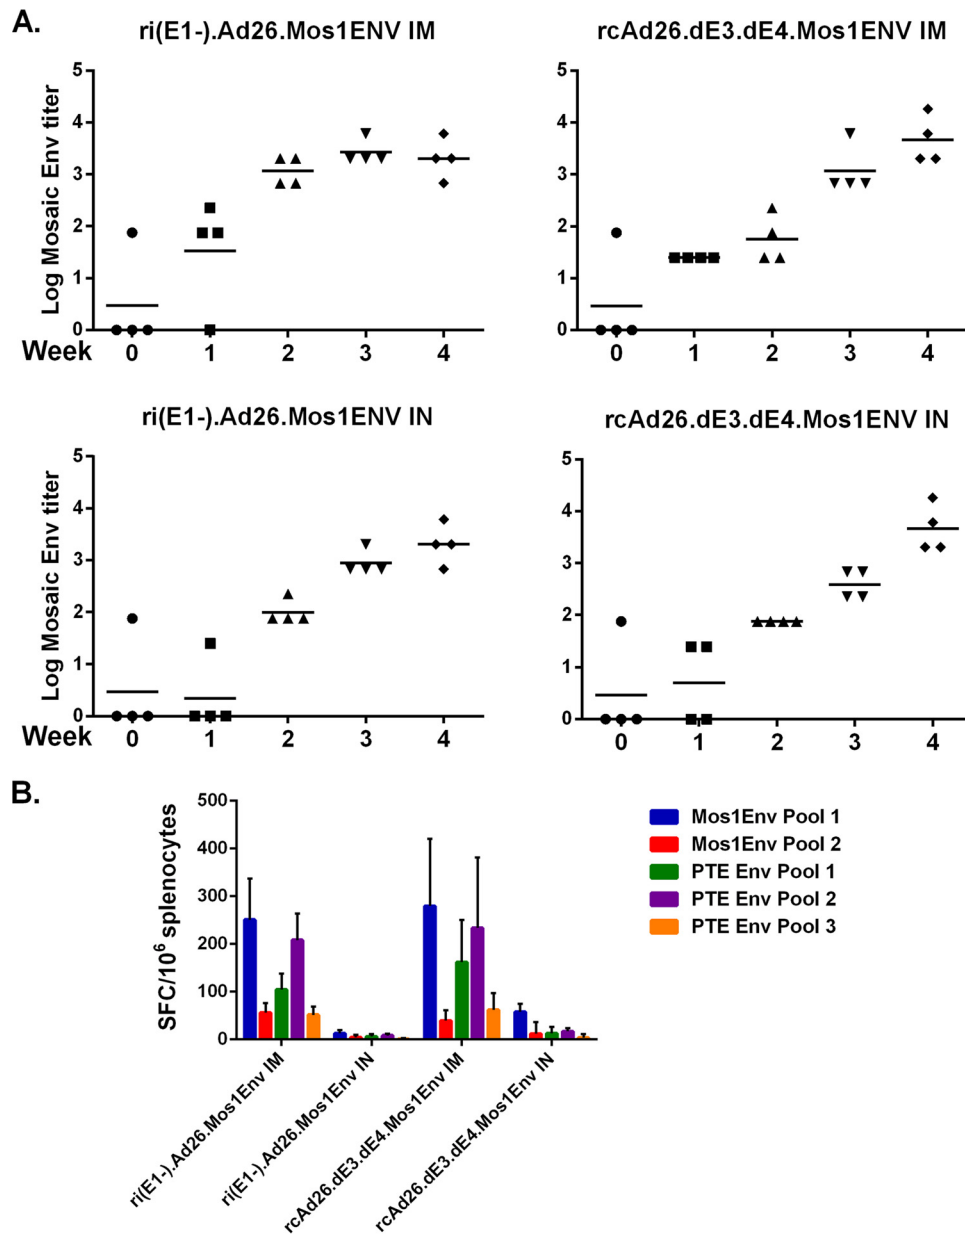 A.
ri(E1-).Ad26.Mos1ENV IM
rcAd26.dE3.dE4.Mos1ENV IM
Log Mosaic Env titer
5
4
3
2
1
0
Week
0 1 2 3 4
5
4
3
2
1
0
0 1 2 3 4
ri(E1-).Ad26.Mos1ENV IN
rcAd26.dE3.dE4.Mos1ENV IN
Log Mosaic Env titer
5
4
3
2
1
0
Week
0 1 2 3 4
5
4
3
2
1
0
0 1 2 3 4
B.
SFC/10⁶ splenocytes
500
400
300
200
100
0
ri(E1-).Ad26.Mos1Env IM
ri(E1-).Ad26.Mos1Env IN
rcAd26.dE3.dE4.Mos1Env IM
rcAd26.dE3.dE4.Mos1Env IN
Mos1Env Pool 1
Mos1Env Pool 2
PTE Env Pool 1
PTE Env Pool 2
PTE Env Pool 3